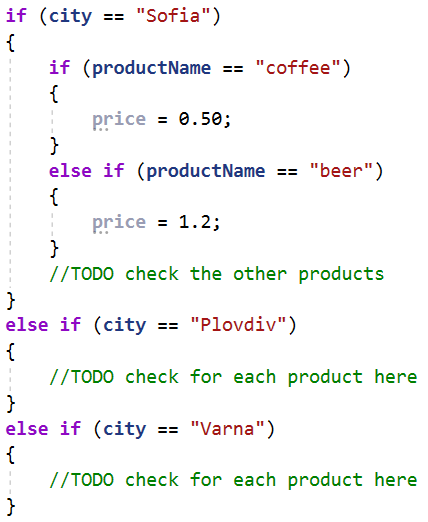 if (city == "Sofia")
{
    if (productName == "coffee")
    {
        price = 0.50;
    }
    else if (productName == "beer")
    {
        price = 1.2;
    }
    //TODO check the other products
}
else if (city == "Plovdiv")
{
    //TODO check for each product here
}
else if (city == "Varna")
{
    //TODO check for each product here
}